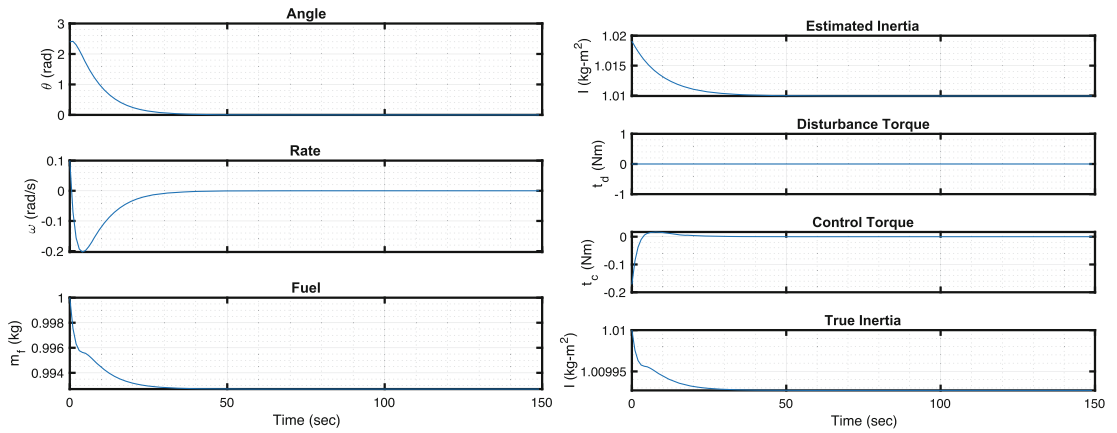 Angle
3
2
1
0
θ (rad)
Rate
0.1
0
-0.1
-0.2
ω (rad/s)
Fuel
1
0.998
0.996
0.994
m_f (kg)
0 50 100 150
Time (sec)
Estimated Inertia
1.02
1.015
1.01
I (kg-m²)
Disturbance Torque
1
0
-1
t_d (Nm)
Control Torque
0
-0.1
-0.2
t_c (Nm)
True Inertia
1.01
1.00995
I (kg-m²)
0 50 100 150
Time (sec)